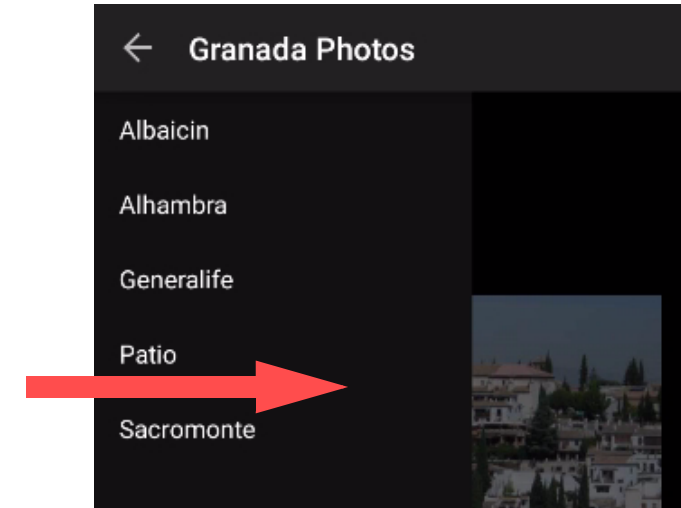 Granada Photos
Albaicin
Alhambra
Generalife
Patio
Sacromonte